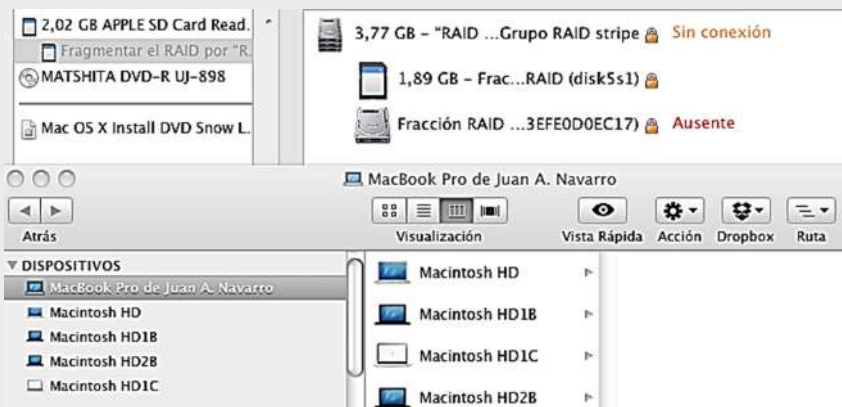 2,02 GB APPLE SD Card Read.
Fragmentar el RAID por "R.
MATSHITA DVD-R UJ-898
Mac OS X Install DVD Snow L.
3,77 GB – "RAID ...Grupo RAID stripe Sin conexión
1,89 GB – Frac...RAID (disk5s1)
Fracción RAID ...3EFE0D0EC17) Ausente
MacBook Pro de Juan A. Navarro
Atrás Visualización Vista Rápida Acción Dropbox Ruta
DISPOSITIVOS
MacBook Pro de Juan A. Navarro
Macintosh HD
Macintosh HD1B
Macintosh HD2B
Macintosh HD1C
Macintosh HD
Macintosh HD1B
Macintosh HD1C
Macintosh HD2B